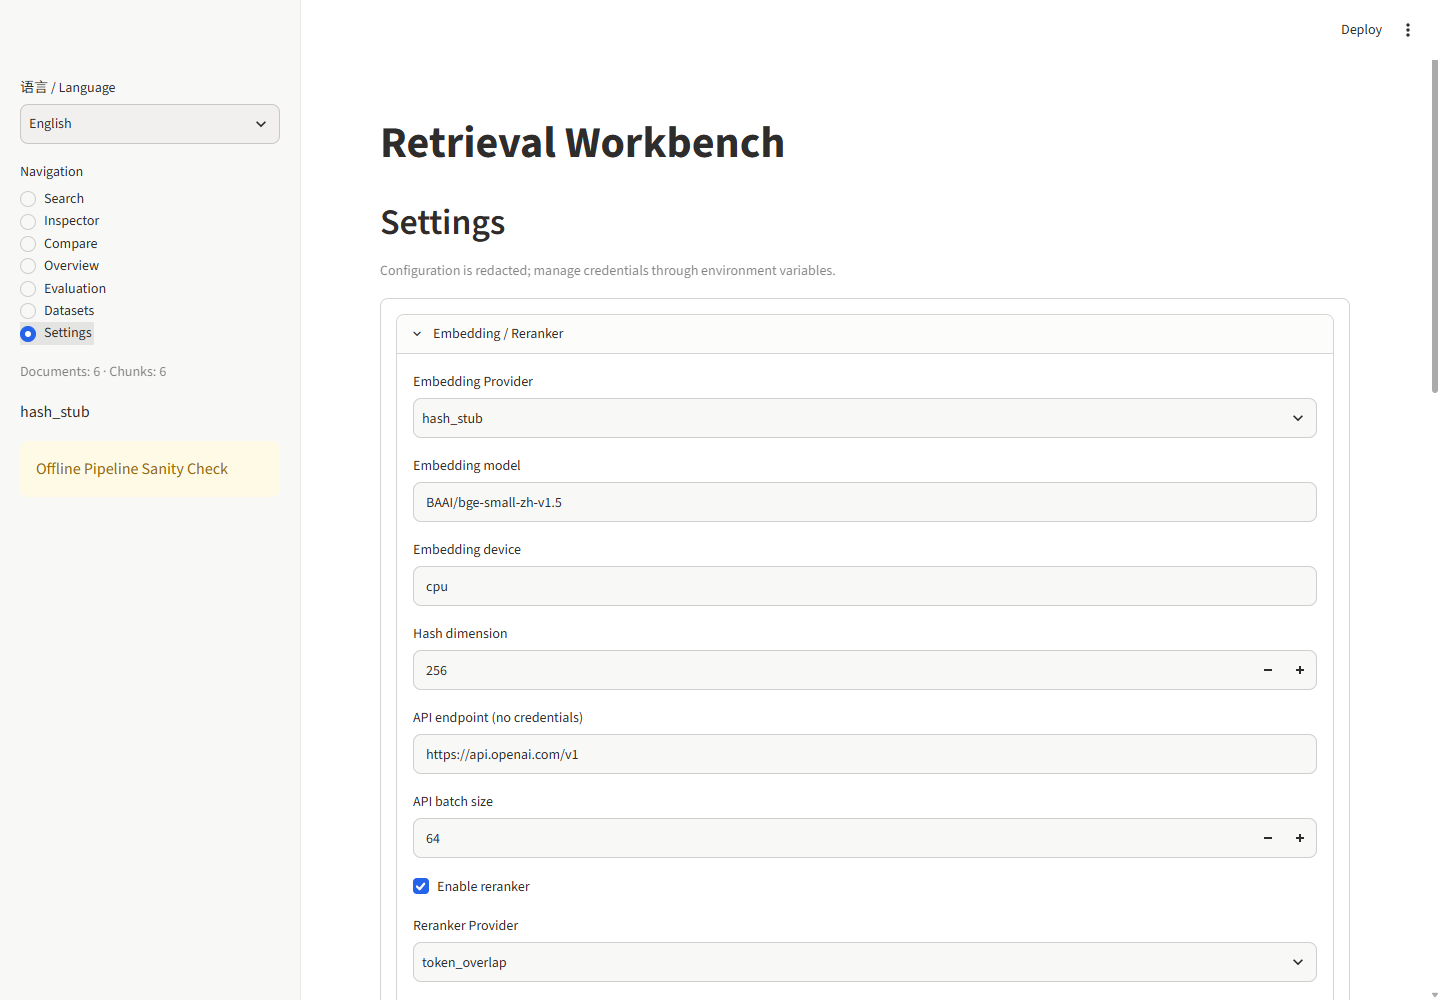 Deploy
语言 / Language
English
Navigation
Search
Inspector
Compare
Overview
Evaluation
Datasets
Settings
Documents: 6 · Chunks: 6
hash_stub
Offline Pipeline Sanity Check
Retrieval Workbench
Settings
Configuration is redacted; manage credentials through environment variables.
Embedding / Reranker
Embedding Provider
hash_stub
Embedding model
BAAI/bge-small-zh-v1.5
Embedding device
cpu
Hash dimension
256
API endpoint (no credentials)
https://api.openai.com/v1
API batch size
64
Enable reranker
Reranker Provider
token_overlap